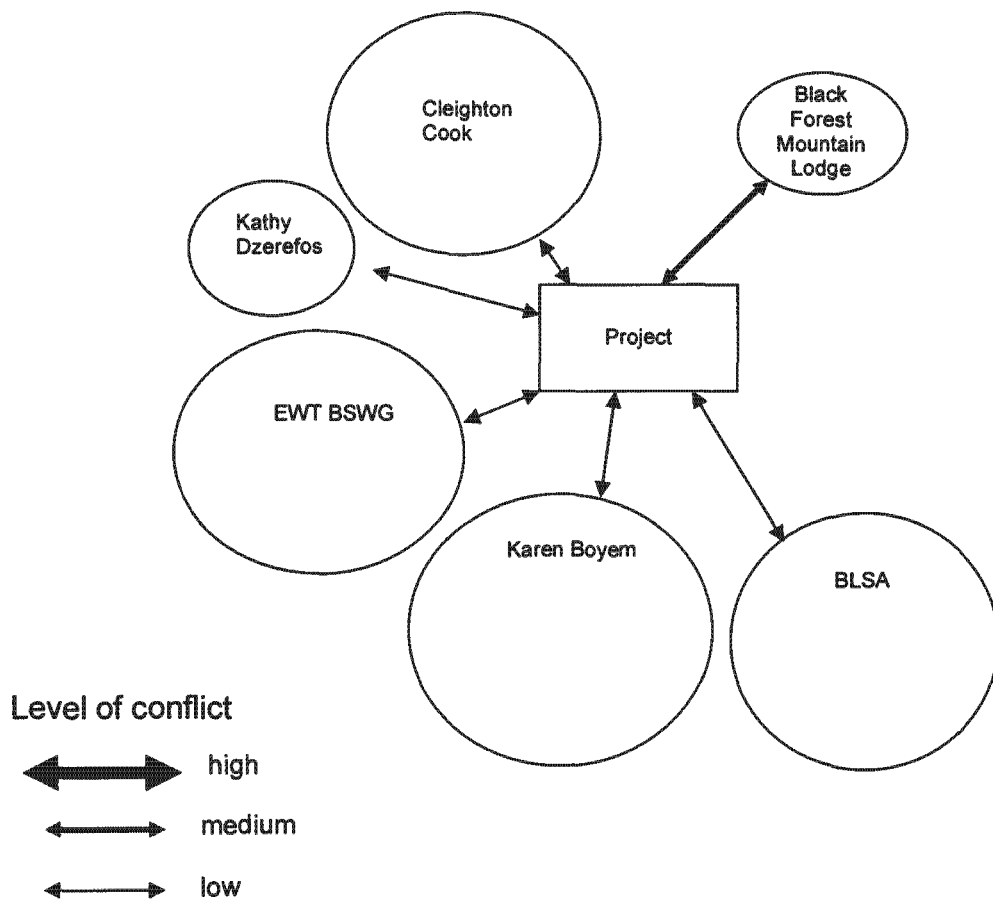 Cleighton
Cook
Black
Forest
Mountain
Lodge
Kathy
Dzerefos
Project
EWT BSWG
Karen Boyem
BLSA
Level of conflict
high
medium
low